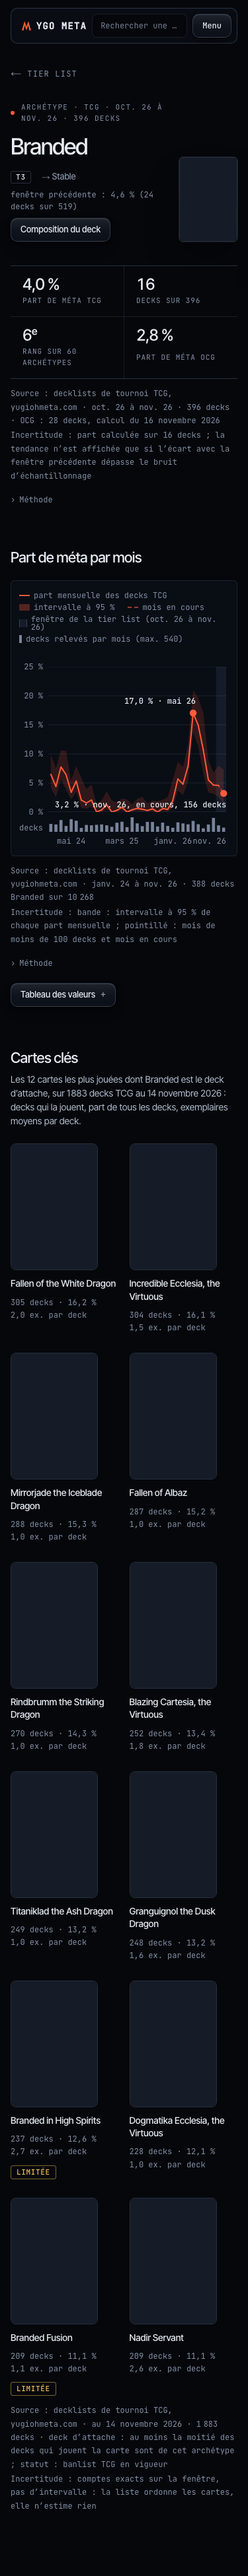 YGO META
Rechercher une …
Menu
← TIER LIST
ARCHÉTYPE · TCG · OCT. 26 À
NOV. 26 · 396 DECKS
Branded
T3
→ Stable
fenêtre précédente : 4,6 % (24
decks sur 519)
Composition du deck
4,0 %
PART DE MÉTA TCG
16
DECKS SUR 396
6e
RANG SUR 60
ARCHÉTYPES
2,8 %
PART DE MÉTA OCG
Source : decklists de tournoi TCG,
yugiohmeta.com · oct. 26 à nov. 26 · 396 decks
· OCG : 28 decks, calcul du 16 novembre 2026
Incertitude : part calculée sur 16 decks ; la
tendance n’est affichée que si l’écart avec la
fenêtre précédente dépasse le bruit
d’échantillonnage
› Méthode
Part de méta par mois
part mensuelle des decks TCG
intervalle à 95 %
mois en cours
fenêtre de la tier list (oct. 26 à nov.
26)
decks relevés par mois (max. 540)
25 %
20 %
17,0 % · mai 26
15 %
10 %
5 %
3,2 % · nov. 26, en cours, 156 decks
0 %
decks
mai 24
mars 25
janv. 26
nov. 26
Source : decklists de tournoi TCG,
yugiohmeta.com · janv. 24 à nov. 26 · 388 decks
Branded sur 10 268
Incertitude : bande : intervalle à 95 % de
chaque part mensuelle ; pointillé : mois de
moins de 100 decks et mois en cours
› Méthode
Tableau des valeurs +
Cartes clés
Les 12 cartes les plus jouées dont Branded est le deck
d’attache, sur 1 883 decks TCG au 14 novembre 2026 :
decks qui la jouent, part de tous les decks, exemplaires
moyens par deck.
Fallen of the White Dragon
305 decks · 16,2 %
2,0 ex. par deck
Incredible Ecclesia, the
Virtuous
304 decks · 16,1 %
1,5 ex. par deck
Mirrorjade the Iceblade
Dragon
288 decks · 15,3 %
1,0 ex. par deck
Fallen of Albaz
287 decks · 15,2 %
1,0 ex. par deck
Rindbrumm the Striking
Dragon
270 decks · 14,3 %
1,0 ex. par deck
Blazing Cartesia, the
Virtuous
252 decks · 13,4 %
1,8 ex. par deck
Titaniklad the Ash Dragon
249 decks · 13,2 %
1,0 ex. par deck
Granguignol the Dusk
Dragon
248 decks · 13,2 %
1,6 ex. par deck
Branded in High Spirits
237 decks · 12,6 %
2,7 ex. par deck
LIMITÉE
Dogmatika Ecclesia, the
Virtuous
228 decks · 12,1 %
1,0 ex. par deck
Branded Fusion
209 decks · 11,1 %
1,1 ex. par deck
LIMITÉE
Nadir Servant
209 decks · 11,1 %
2,6 ex. par deck
Source : decklists de tournoi TCG,
yugiohmeta.com · au 14 novembre 2026 · 1 883
decks · deck d’attache : au moins la moitié des
decks qui jouent la carte sont de cet archétype
; statut : banlist TCG en vigueur
Incertitude : comptes exacts sur la fenêtre,
pas d’intervalle : la liste ordonne les cartes,
elle n’estime rien